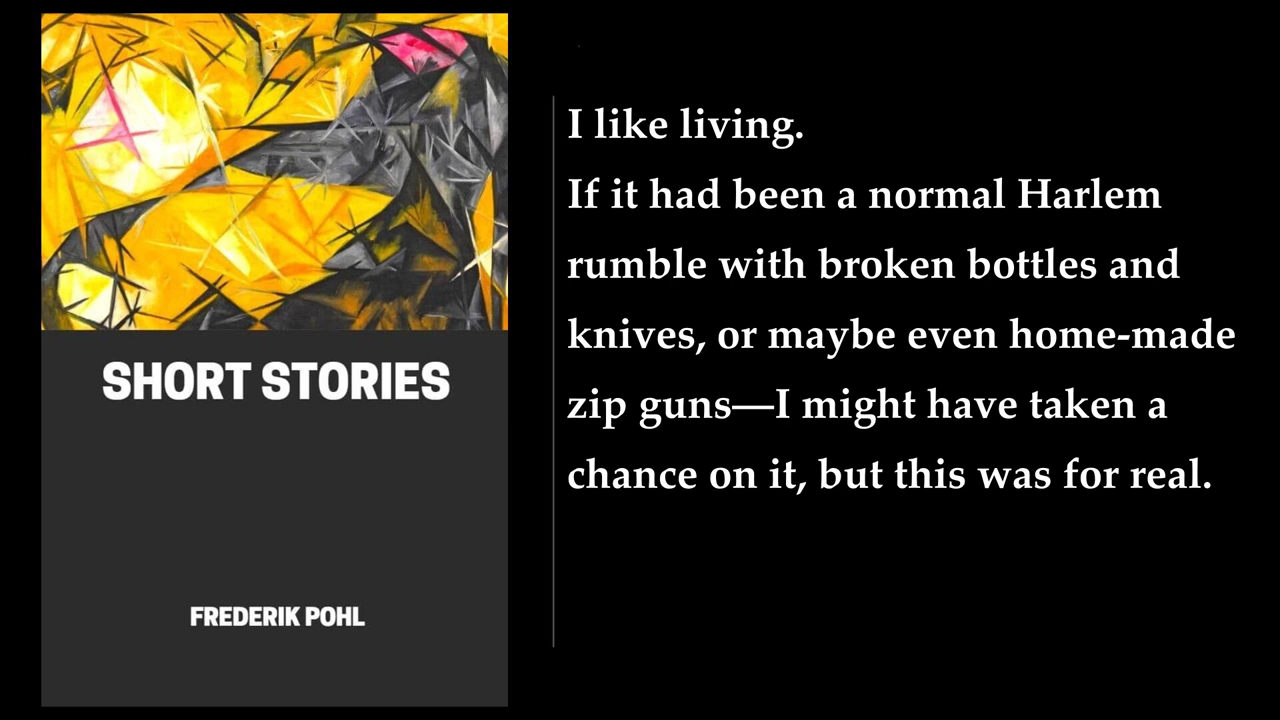 SHORT STORIES
FREDERIK POHL
I like living.
If it had been a normal Harlem
rumble with broken bottles and
knives, or maybe even home-made
zip guns—I might have taken a
chance on it, but this was for real.